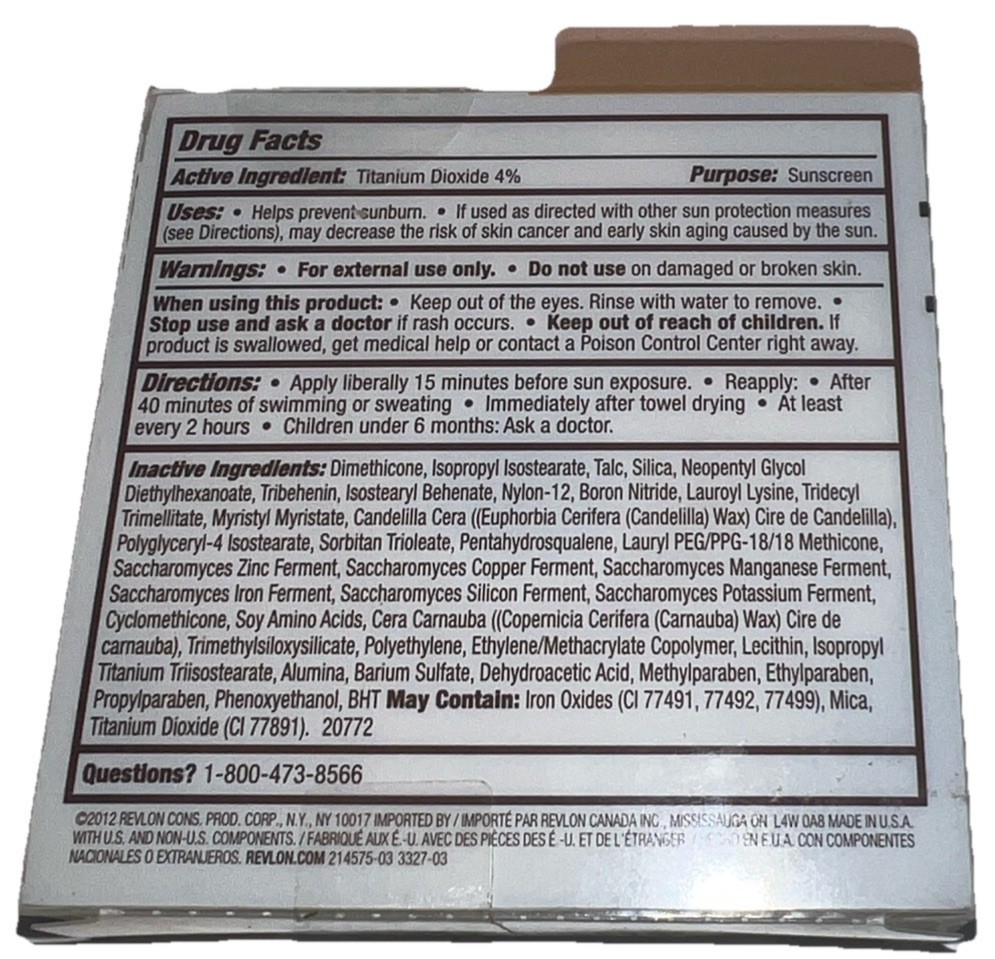 Drug Facts
Active Ingredient: Titanium Dioxide 4% Purpose: Sunscreen
Uses: • Helps prevent sunburn. • If used as directed with other sun protection measures
(see Directions), may decrease the risk of skin cancer and early skin aging caused by the sun.
Warnings: • For external use only. • Do not use on damaged or broken skin.
When using this product: • Keep out of the eyes. Rinse with water to remove. •
Stop use and ask a doctor if rash occurs. • Keep out of reach of children. If
product is swallowed, get medical help or contact a Poison Control Center right away.
Directions: • Apply liberally 15 minutes before sun exposure. • Reapply: • After
40 minutes of swimming or sweating • Immediately after towel drying • At least
every 2 hours • Children under 6 months: Ask a doctor.
Inactive Ingredients: Dimethicone, Isopropyl Isostearate, Talc, Silica, Neopentyl Glycol
Diethylhexanoate, Tribehenin, Isostearyl Behenate, Nylon-12, Boron Nitride, Lauroyl Lysine, Tridecyl
Trimellitate, Myristyl Myristate, Candelilla Cera ((Euphorbia Cerifera (Candelilla) Wax) Cire de Candelilla),
Polyglyceryl-4 Isostearate, Sorbitan Trioleate, Pentahydrosqualene, Lauryl PEG/PPG-18/18 Methicone,
Saccharomyces Zinc Ferment, Saccharomyces Copper Ferment, Saccharomyces Manganese Ferment,
Saccharomyces Iron Ferment, Saccharomyces Silicon Ferment, Saccharomyces Potassium Ferment,
Cyclomethicone, Soy Amino Acids, Cera Carnauba ((Copernicia Cerifera (Carnauba) Wax) Cire de
carnauba), Trimethylsiloxysilicate, Polyethylene, Ethylene/Methacrylate Copolymer, Lecithin, Isopropyl
Titanium Triisostearate, Alumina, Barium Sulfate, Dehydroacetic Acid, Methylparaben, Ethylparaben,
Propylparaben, Phenoxyethanol, BHT May Contain: Iron Oxides (CI 77491, 77492, 77499), Mica,
Titanium Dioxide (CI 77891). 20772
Questions? 1-800-473-8566
©2012 REVLON CONS. PROD. CORP., N.Y., NY 10017 IMPORTED BY / IMPORTÉ PAR REVLON CANADA INC., MISSISSAUGA ON L4W 0A8 MADE IN U.S.A.
WITH U.S. AND NON-U.S. COMPONENTS. / FABRIQUÉ AUX É.-U. AVEC DES PIÈCES DES É.-U. ET DE L'ÉTRANGER / EN E.U.A. CON COMPONENTES
NACIONALES O EXTRANJEROS. REVLON.COM 214575-03 3327-03